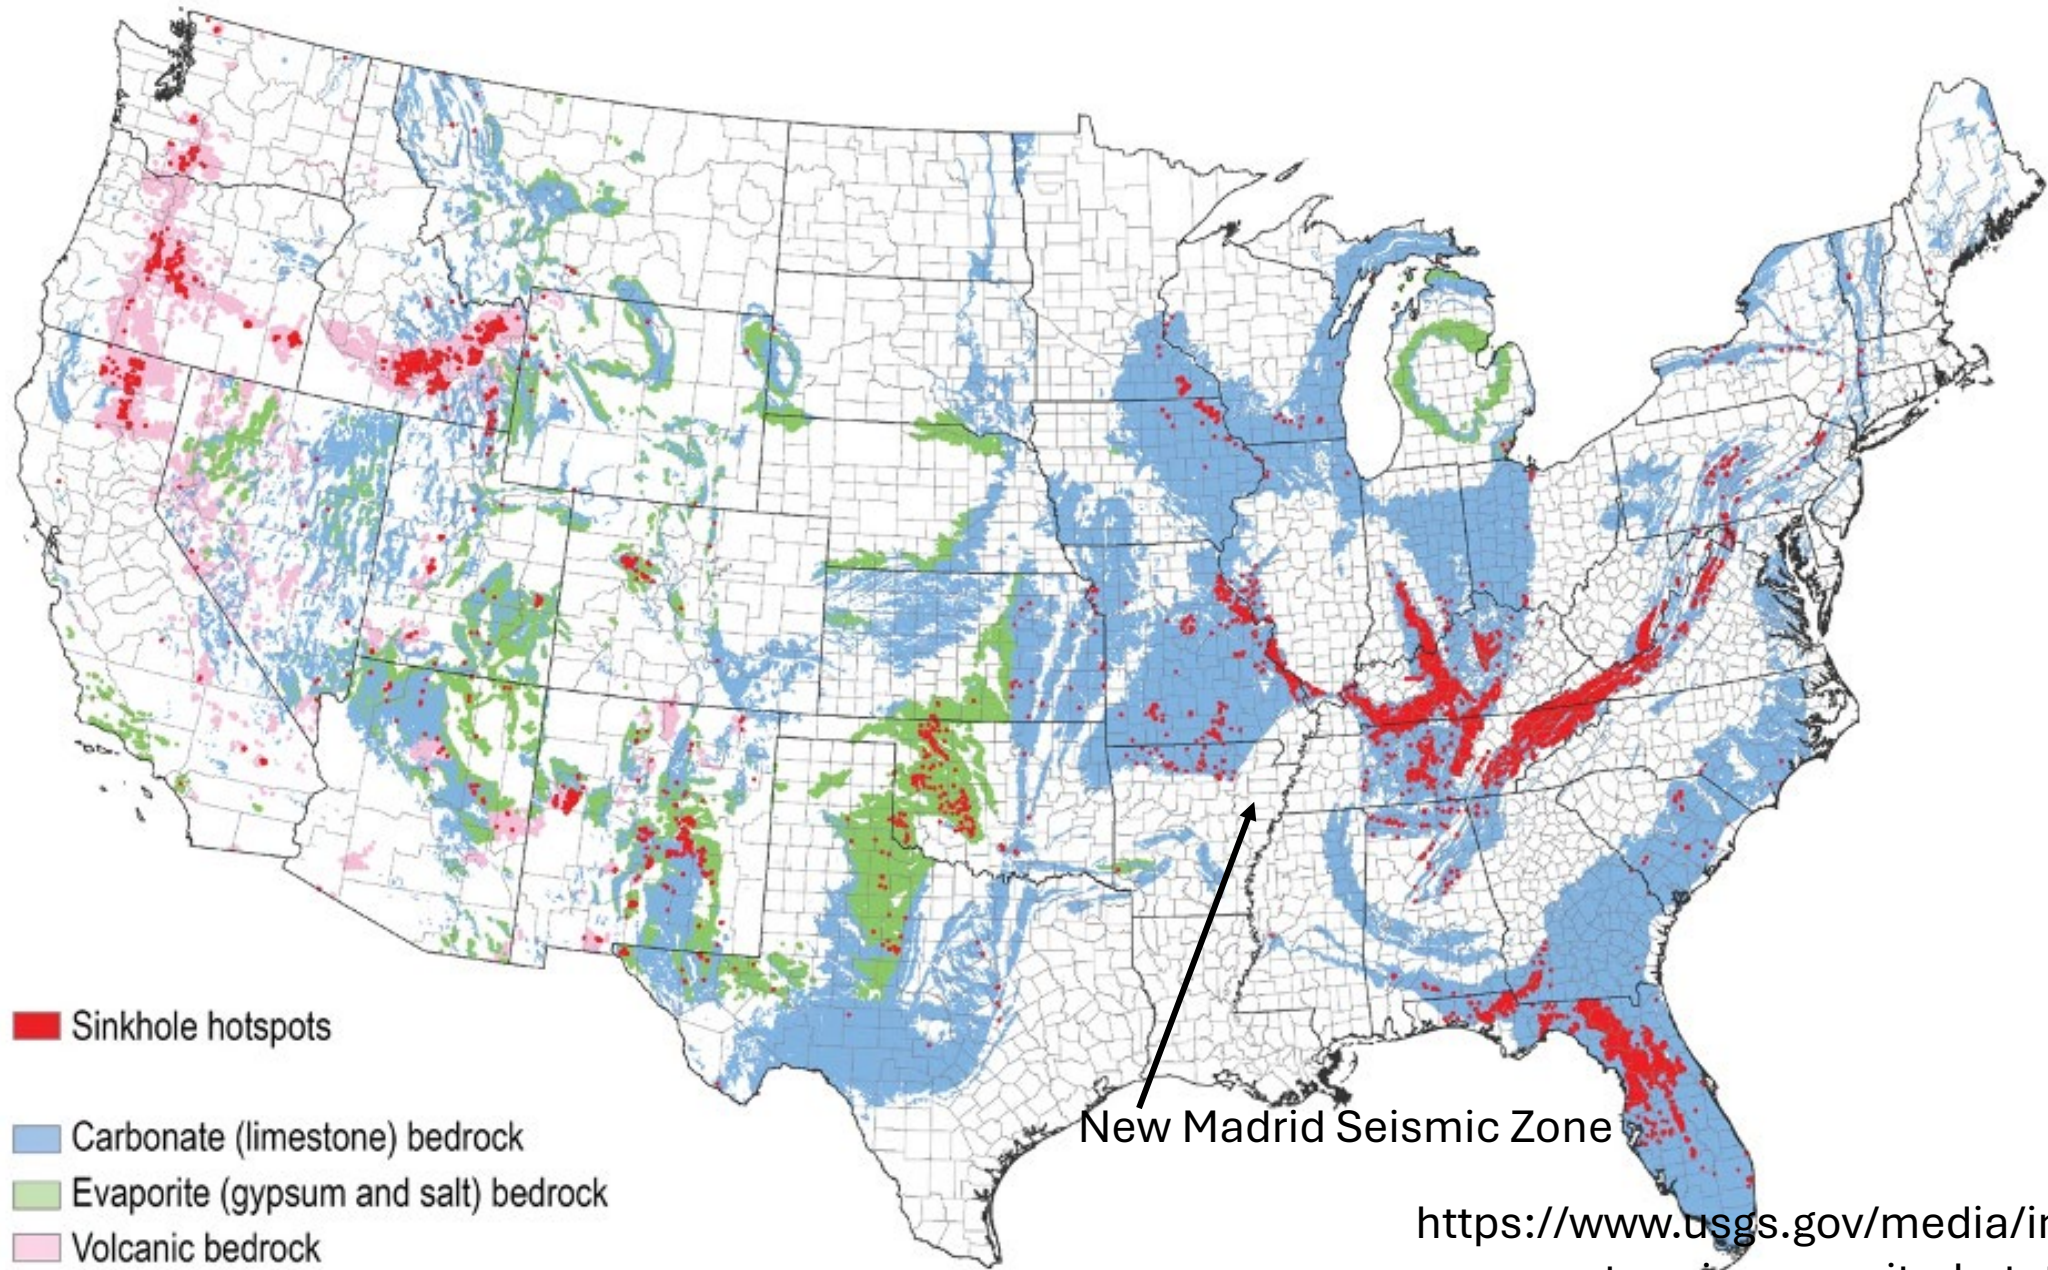 Sinkhole hotspots
Carbonate (limestone) bedrock
Evaporite (gypsum and salt) bedrock
Volcanic bedrock
New Madrid Seismic Zone
https://www.usgs.gov/media/